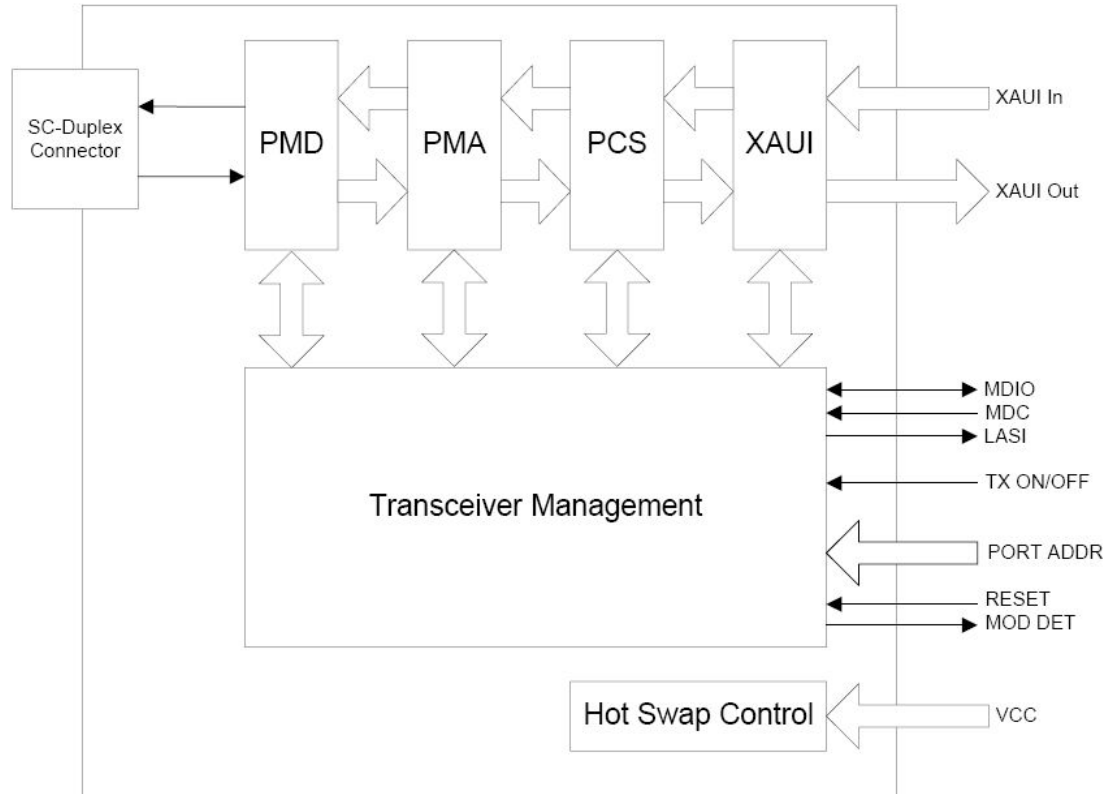 XAUI In
SC-Duplex
Connector
PMD
PMA
PCS
XAUI
XAUI Out
MDIO
MDC
LASI
TX ON/OFF
Transceiver Management
PORT ADDR
RESET
MOD DET
Hot Swap Control
VCC